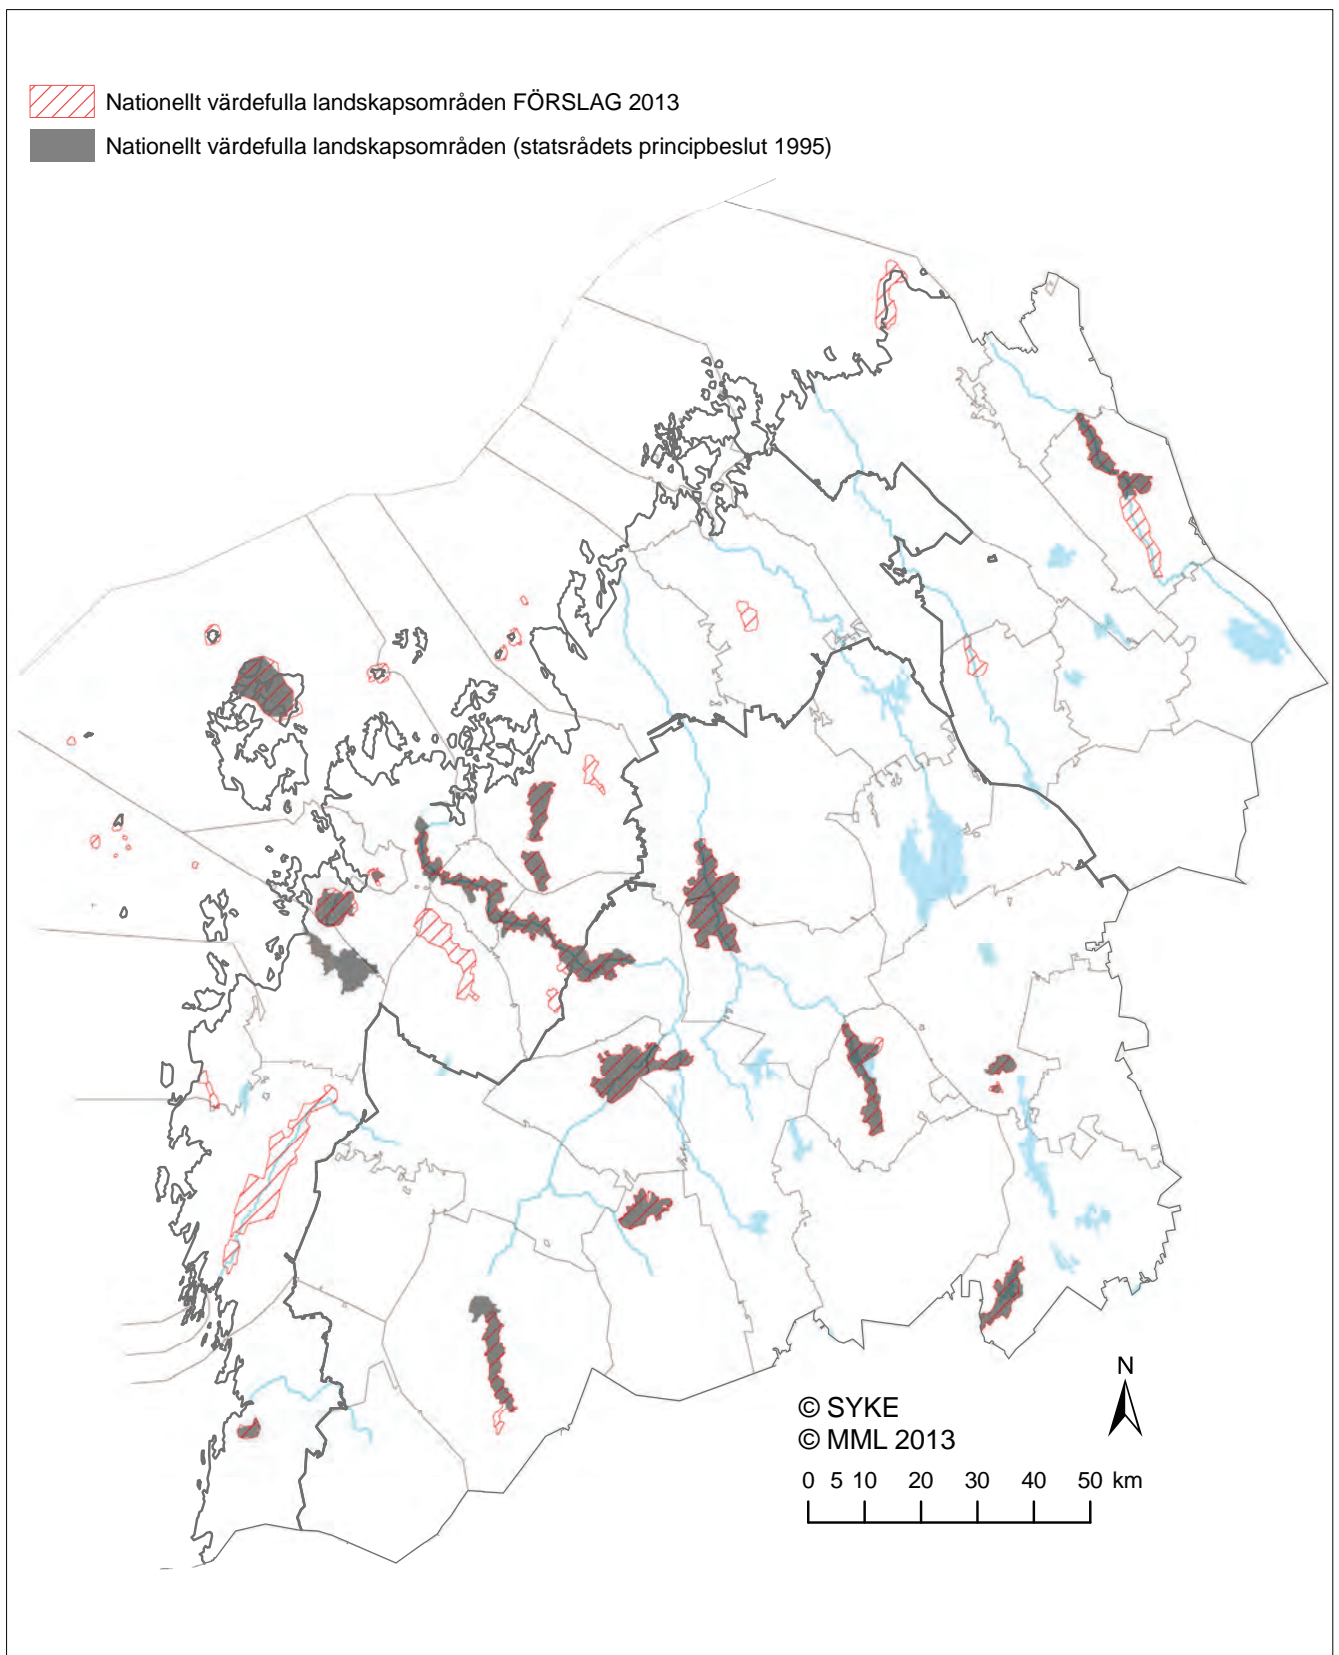 Nationellt värdefulla landskapsområden FÖRSLAG 2013
Nationellt värdefulla landskapsområden (statsrådets principbeslut 1995)
N
© SYKE
© MML 2013
0 5 10 20 30 40 50 km